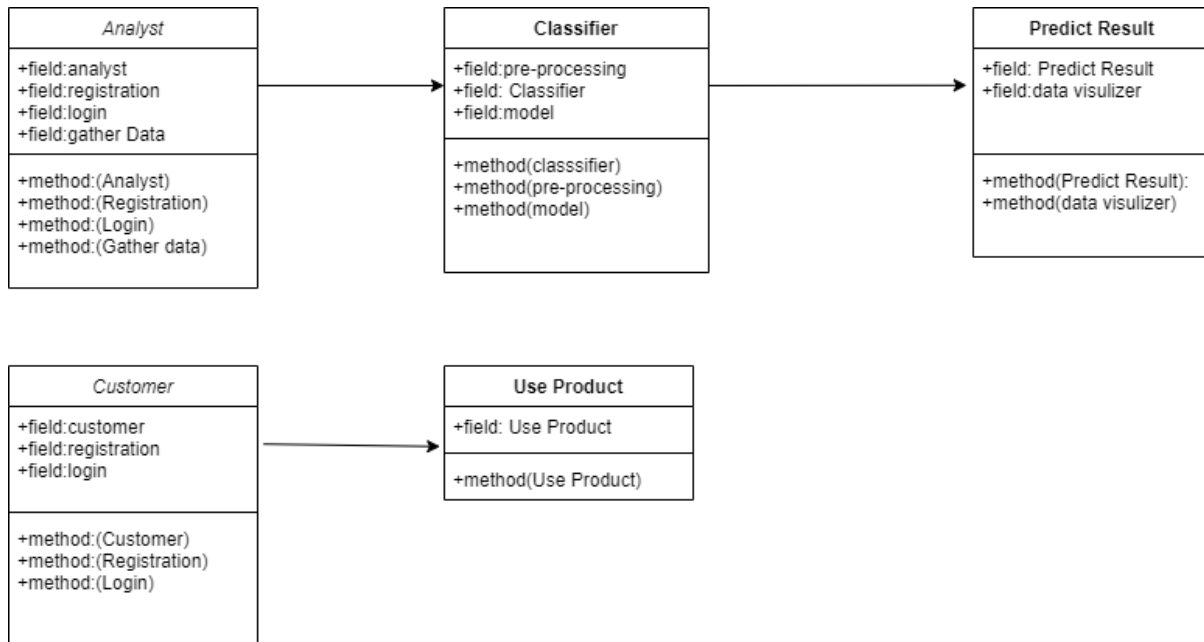 Analyst
+field:analyst
+field:registration
+field:login
+field:gather Data
+method:(Analyst)
+method:(Registration)
+method:(Login)
+method:(Gather data)
Classifier
+field:pre-processing
+field: Classifier
+field:model
+method(classsifier)
+method(pre-processing)
+method(model)
Predict Result
+field: Predict Result
+field:data visulizer
+method(Predict Result):
+method(data visulizer)
Customer
+field:customer
+field:registration
+field:login
+method:(Customer)
+method:(Registration)
+method:(Login)
Use Product
+field: Use Product
+method(Use Product)